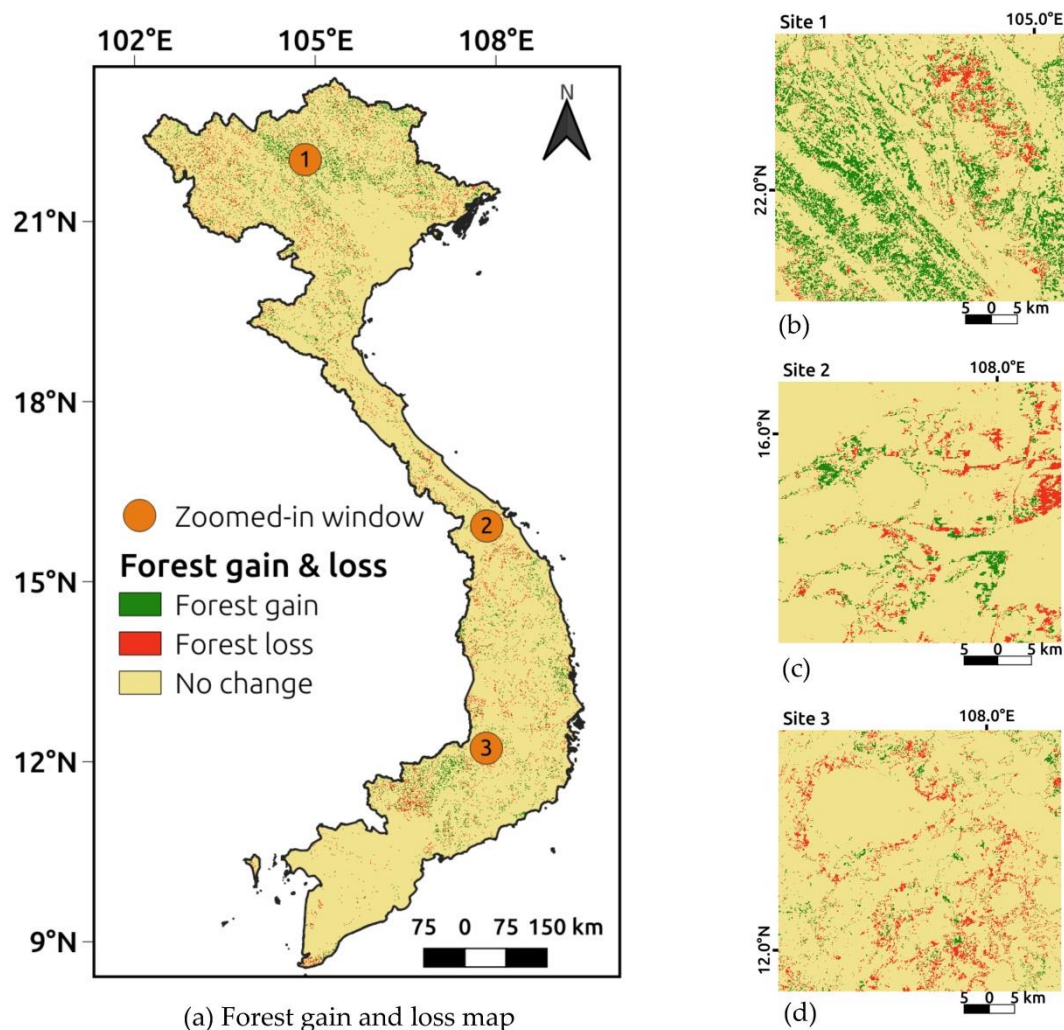 102°E 105°E 108°E
N
1
21°N
18°N
Zoomed-in window
2
Forest gain & loss
15°N
Forest gain
Forest loss
No change
3
12°N
75 0 75 150 km
9°N
(a) Forest gain and loss map
Site 1 105.0°E
22.0°N
5 0 5 km
(b)
Site 2 108.0°E
16.0°N
5 0 5 km
(c)
Site 3 108.0°E
12.0°N
5 0 5 km
(d)